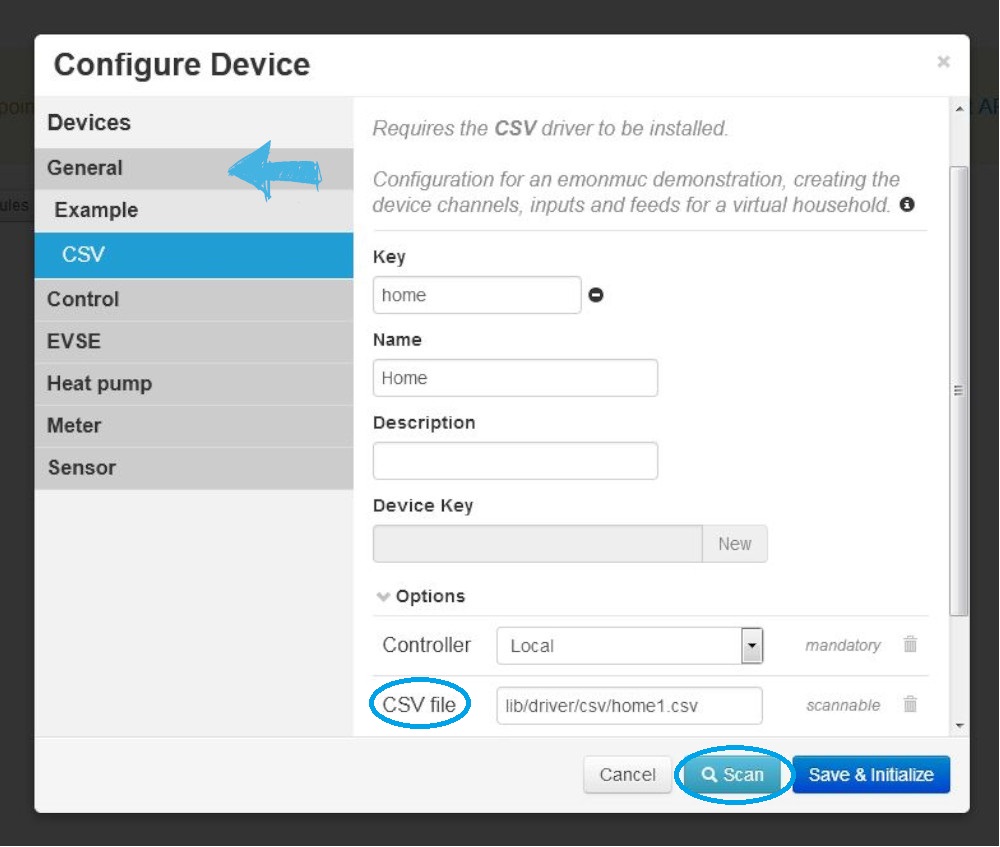 Configure Device
×
Devices
General
Example
CSV
Control
EVSE
Heat pump
Meter
Sensor
Requires the CSV driver to be installed.
Configuration for an emonmuc demonstration, creating the
device channels, inputs and feeds for a virtual household.
Key
home
Name
Home
Description
Device Key
New
Options
Controller
Local
mandatory
CSV file
lib/driver/csv/home1.csv
scannable
Cancel
Scan
Save & Initialize